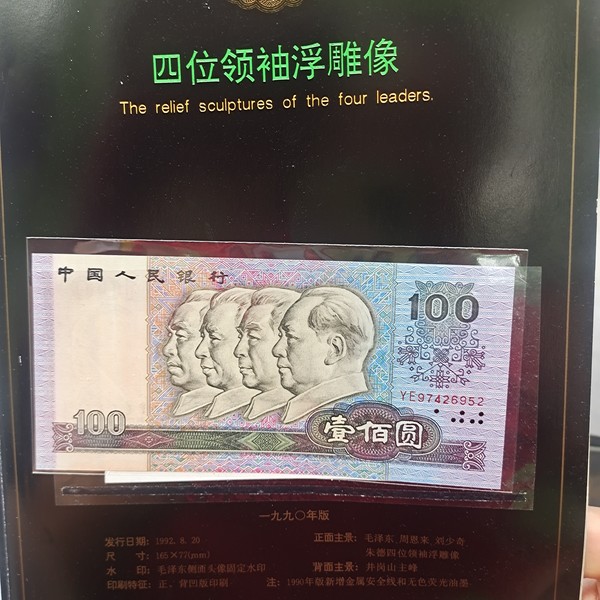 四位领袖浮雕像
The relief sculptures of the four leaders.
中国人民银行
100
YE97426952
100
壹佰圆
一九九〇年版
发行日期: 1992. 8. 20
尺 寸: 165×77(mm)
水 印: 毛泽东侧面头像固定水印
印刷特征: 正、背凹版印刷
正面主景: 毛泽东、周恩来、刘少奇
朱德四位领袖浮雕像
背面主景: 井岗山主峰
注: 1990年版新增金属安全线和无色荧光油墨